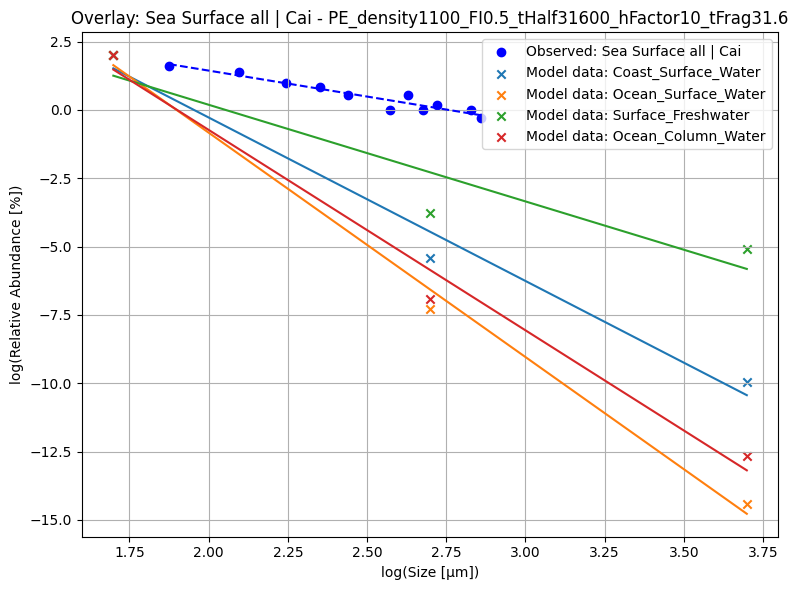 Overlay: Sea Surface all | Cai - PE_density1100_FI0.5_tHalf31600_hFactor10_tFrag31.6
Observed: Sea Surface all | Cai
Model data: Coast_Surface_Water
Model data: Ocean_Surface_Water
Model data: Surface_Freshwater
Model data: Ocean_Column_Water
log(Relative Abundance [%])
2.5
0.0
−2.5
−5.0
−7.5
−10.0
−12.5
−15.0
1.75 2.00 2.25 2.50 2.75 3.00 3.25 3.50 3.75
log(Size [μm])